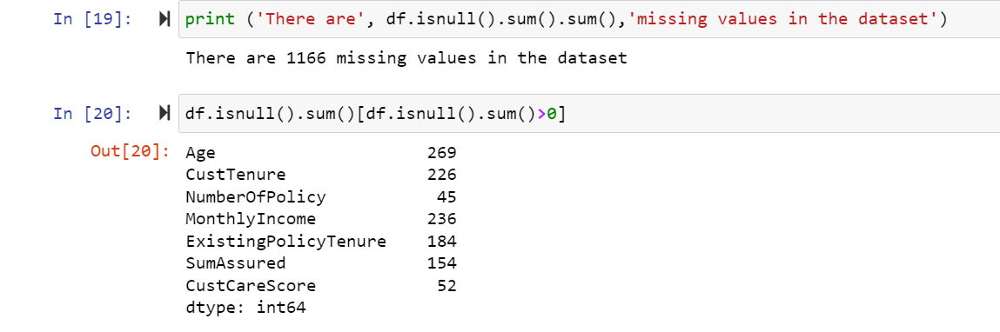 In [19]: print ('There are', df.isnull().sum().sum(),'missing values in the dataset')
There are 1166 missing values in the dataset
In [20]: df.isnull().sum()[df.isnull().sum()>0]
Out[20]: Age 269
CustTenure 226
NumberOfPolicy 45
MonthlyIncome 236
ExistingPolicyTenure 184
SumAssured 154
CustCareScore 52
dtype: int64